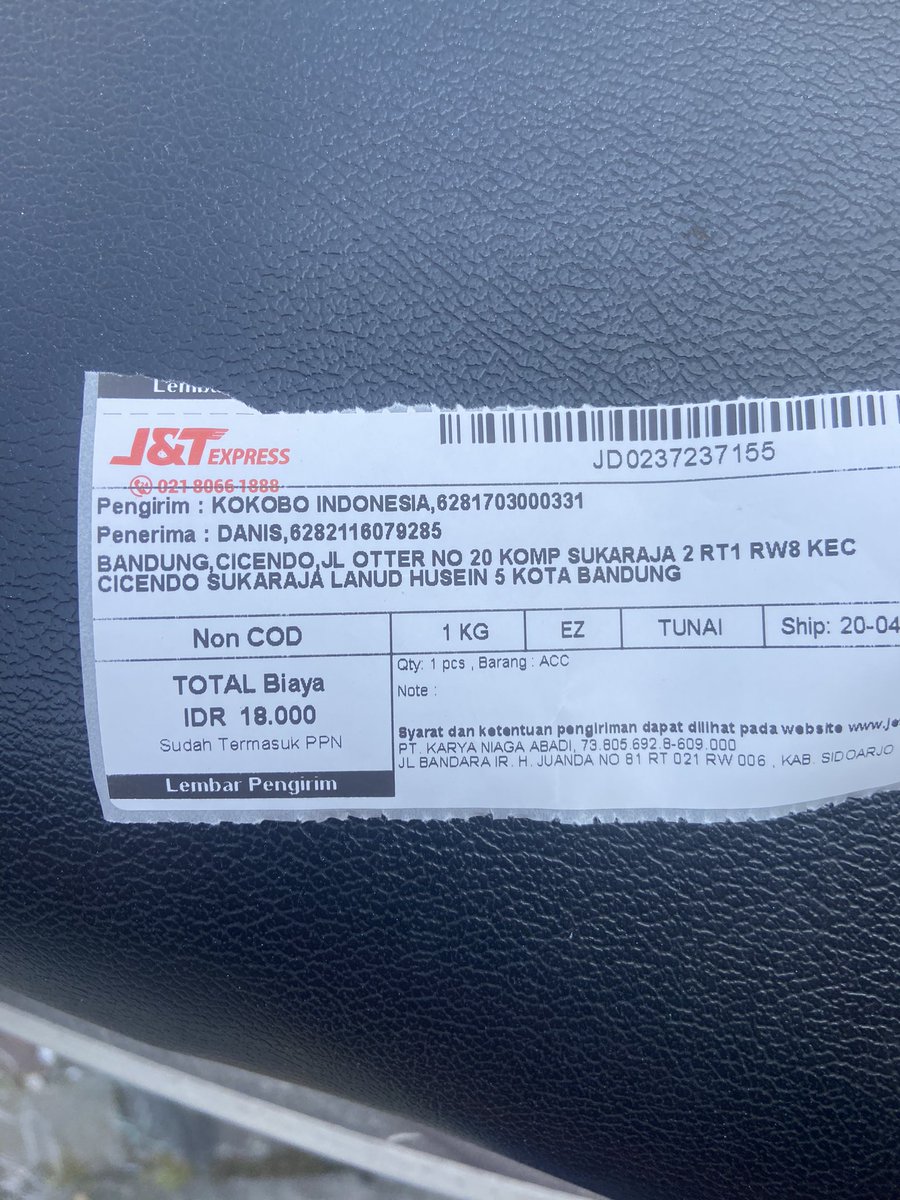 J&T EXPRESS
JD0237237155
021 8066 1888
Pengirim : KOKOBO INDONESIA,6281703000331
Penerima : DANIS,6282116079285
BANDUNG,CICENDO,JL OTTER NO 20 KOMP SUKARAJA 2 RT1 RW8 KEC
CICENDO SUKARAJA LANUD HUSEIN 5 KOTA BANDUNG
Non COD 1 KG EZ TUNAI Ship: 20-04
TOTAL Biaya
IDR 18.000
Sudah Termasuk PPN
Lembar Pengirim
Qty: 1 pcs , Barang : ACC
Note :
Syarat dan ketentuan pengiriman dapat dilihat pada website
PT. KARYA NIAGA ABADI, 73.805.692.8-609.000
JL BANDARA IR. H. JUANDA NO 81 RT 021 RW 006 , KAB. SIDOARJO